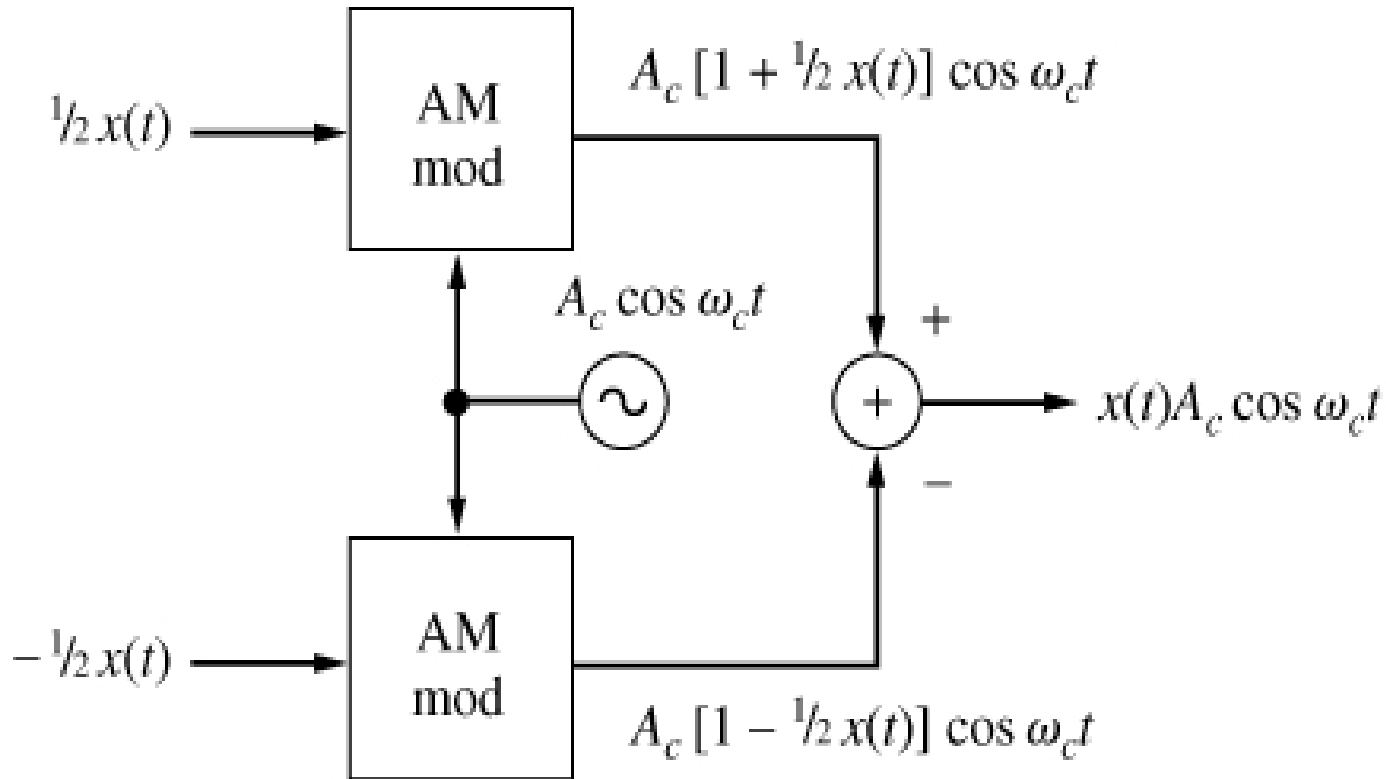 A_c [1 + ½ x(t)] cos ω_c t
½ x(t)
AM
mod
A_c cos ω_c t
+
+
x(t)A_c cos ω_c t
−
− ½ x(t)
AM
mod
A_c [1 − ½ x(t)] cos ω_c t